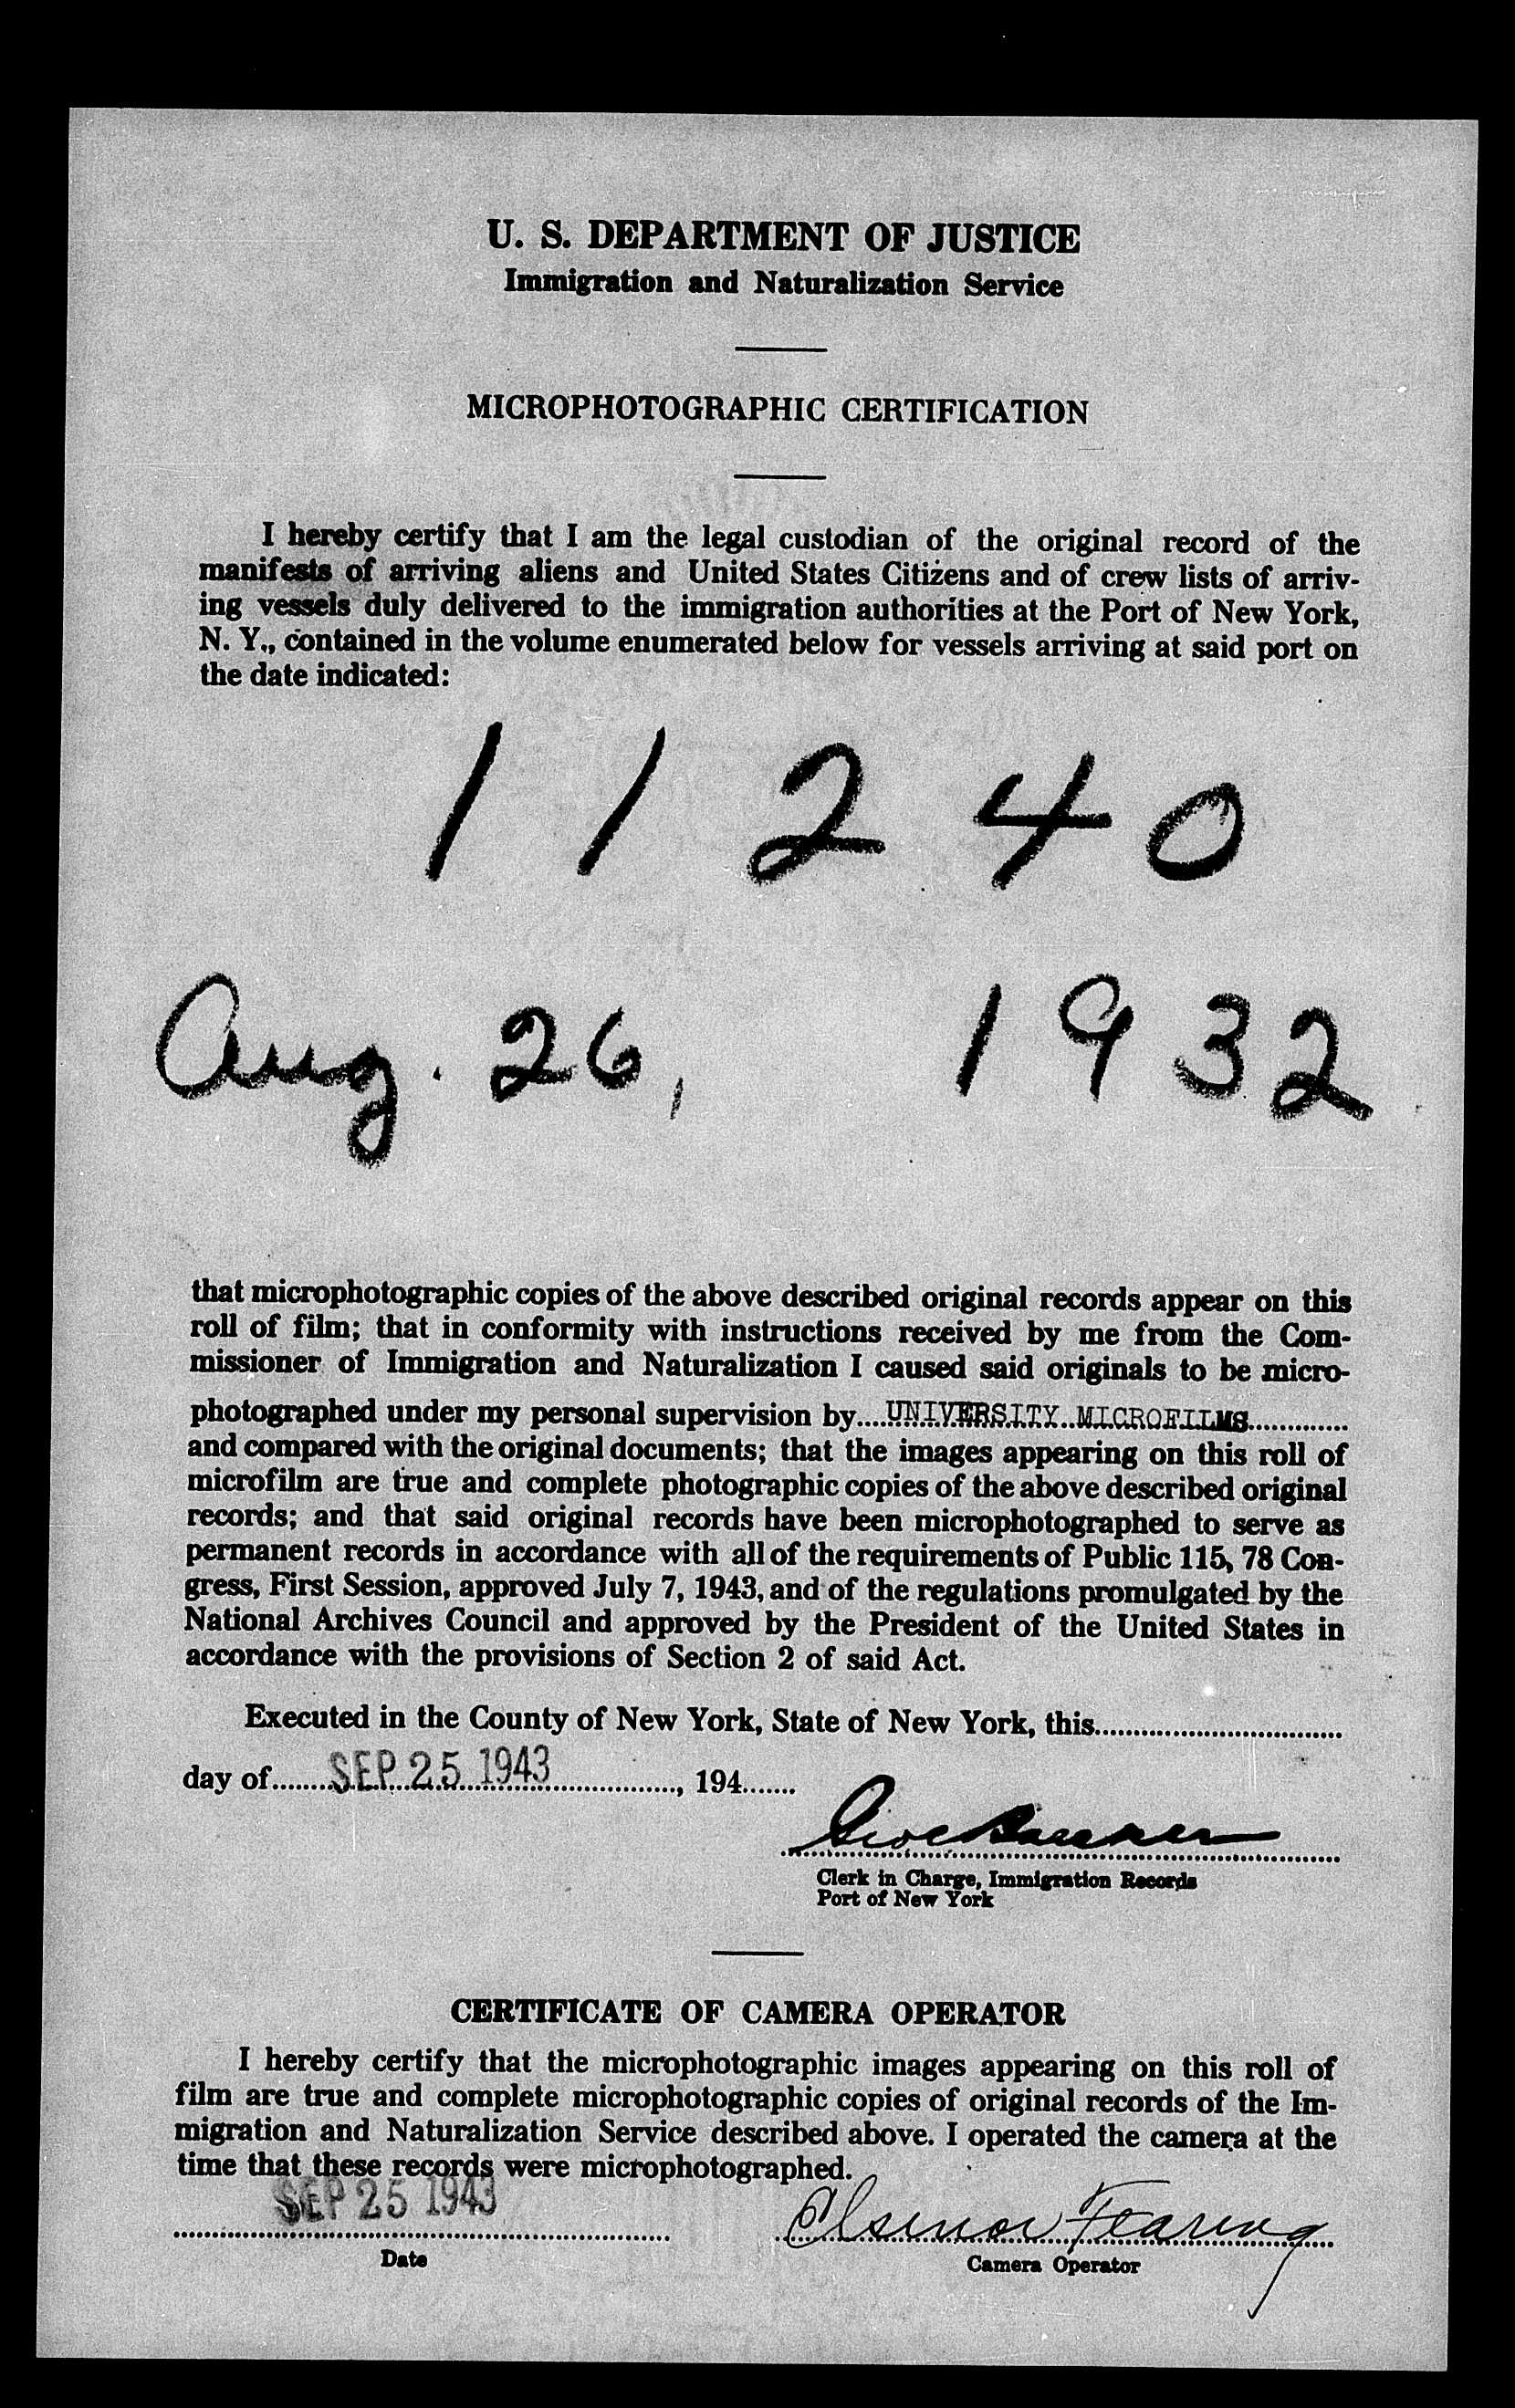 U. S. DEPARTMENT OF JUSTICE
Immigration and Naturalization Service
MICROPHOTOGRAPHIC CERTIFICATION
I hereby certify that I am the legal custodian of the original record of the
manifests of arriving aliens and United States Citizens and of crew lists of arriv-
ing vessels duly delivered to the immigration authorities at the Port of New York,
N. Y., contained in the volume enumerated below for vessels arriving at said port on
the date indicated:
11240
Aug. 26, 1932
that microphotographic copies of the above described original records appear on this
roll of film; that in conformity with instructions received by me from the Com-
missioner of Immigration and Naturalization I caused said originals to be micro-
photographed under my personal supervision by....UNIVERSITY MICROFILMS.............
and compared with the original documents; that the images appearing on this roll of
microfilm are true and complete photographic copies of the above described original
records; and that said original records have been microphotographed to serve as
permanent records in accordance with all of the requirements of Public 115, 78 Con-
gress, First Session, approved July 7, 1943, and of the regulations promulgated by the
National Archives Council and approved by the President of the United States in
accordance with the provisions of Section 2 of said Act.
Executed in the County of New York, State of New York, this................................
day of........SEP 25 1943................, 194.......
Clerk in Charge, Immigration Records
Port of New York
CERTIFICATE OF CAMERA OPERATOR
I hereby certify that the microphotographic images appearing on this roll of
film are true and complete microphotographic copies of original records of the Im-
migration and Naturalization Service described above. I operated the camera at the
time that these records were microphotographed.
SEP 25 1943
Fearing
Date
Camera Operator